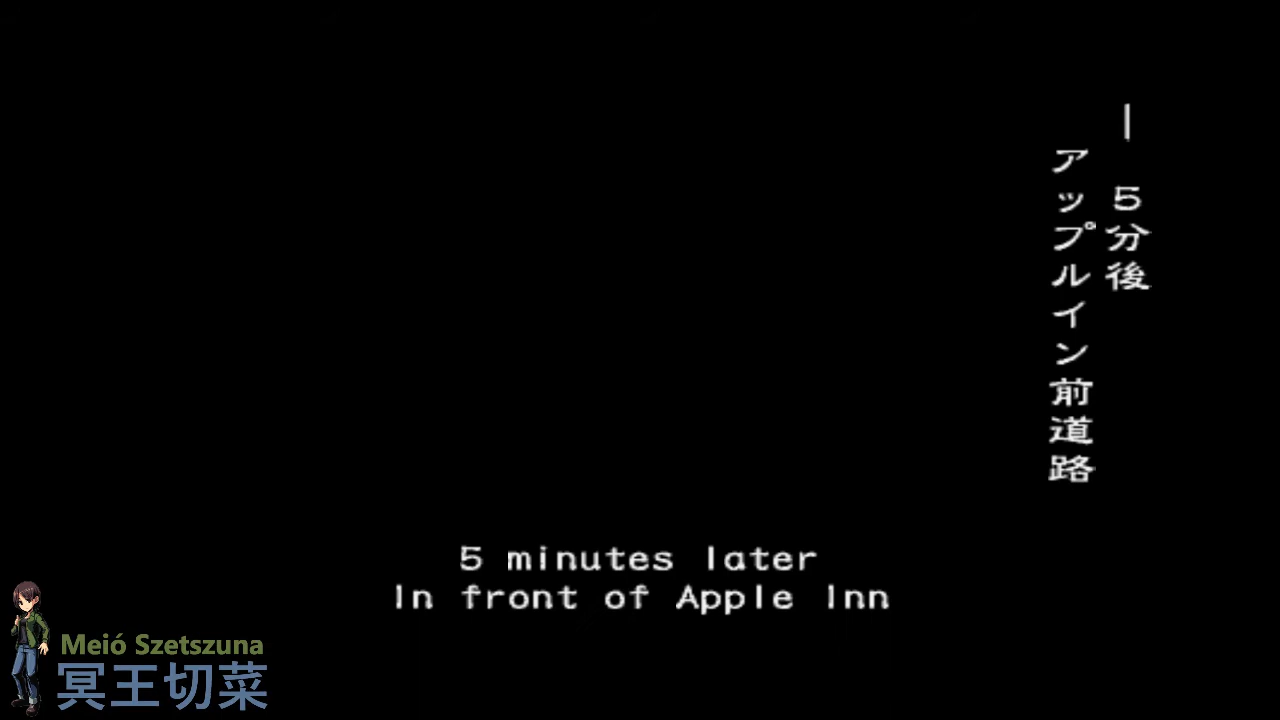 ― 5分後
アップルイン前道路
5 minutes later
In front of Apple Inn
Meió Szetszuna
冥王切菜